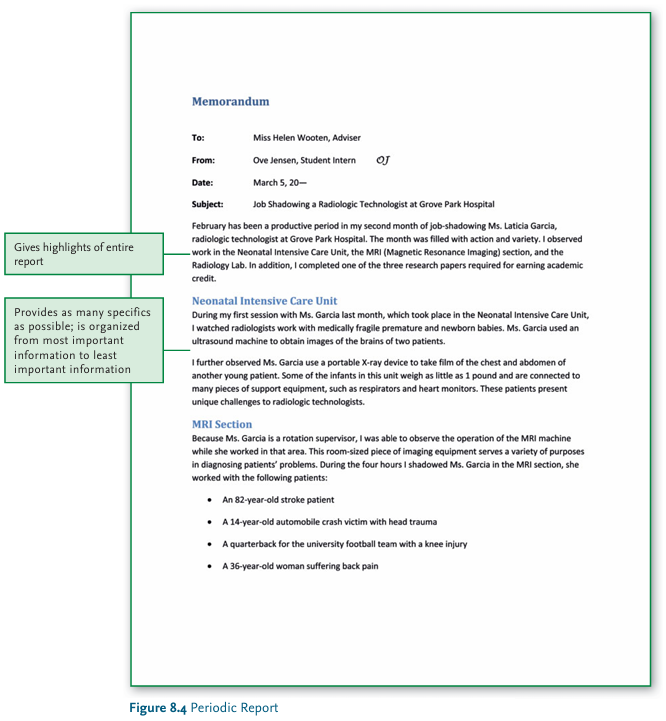 Memorandum
To: Miss Helen Wooten, Adviser
From: Ove Jensen, Student Intern OJ
Date: March 5, 20—
Subject: Job Shadowing a Radiologic Technologist at Grove Park Hospital
February has been a productive period in my second month of job-shadowing Ms. Laticia Garcia,
radiologic technologist at Grove Park Hospital. The month was filled with action and variety. I observed
work in the Neonatal Intensive Care Unit, the MRI (Magnetic Resonance Imaging) section, and the
Radiology Lab. In addition, I completed one of the three research papers required for earning academic
credit.
Gives highlights of entire
report
Neonatal Intensive Care Unit
During my first session with Ms. Garcia last month, which took place in the Neonatal Intensive Care Unit,
I watched radiologists work with medically fragile premature and newborn babies. Ms. Garcia used an
ultrasound machine to obtain images of the brains of two patients.
Provides as many specifics
as possible; is organized
from most important
information to least
important information
I further observed Ms. Garcia use a portable X-ray device to take film of the chest and abdomen of
another young patient. Some of the infants in this unit weigh as little as 1 pound and are connected to
many pieces of support equipment, such as respirators and heart monitors. These patients present
unique challenges to radiologic technologists.
MRI Section
Because Ms. Garcia is a rotation supervisor, I was able to observe the operation of the MRI machine
while she worked in that area. This room-sized piece of imaging equipment serves a variety of purposes
in diagnosing patients' problems. During the four hours I shadowed Ms. Garcia in the MRI section, she
worked with the following patients:
• An 82-year-old stroke patient
• A 14-year-old automobile crash victim with head trauma
• A quarterback for the university football team with a knee injury
• A 36-year-old woman suffering back pain
Figure 8.4 Periodic Report